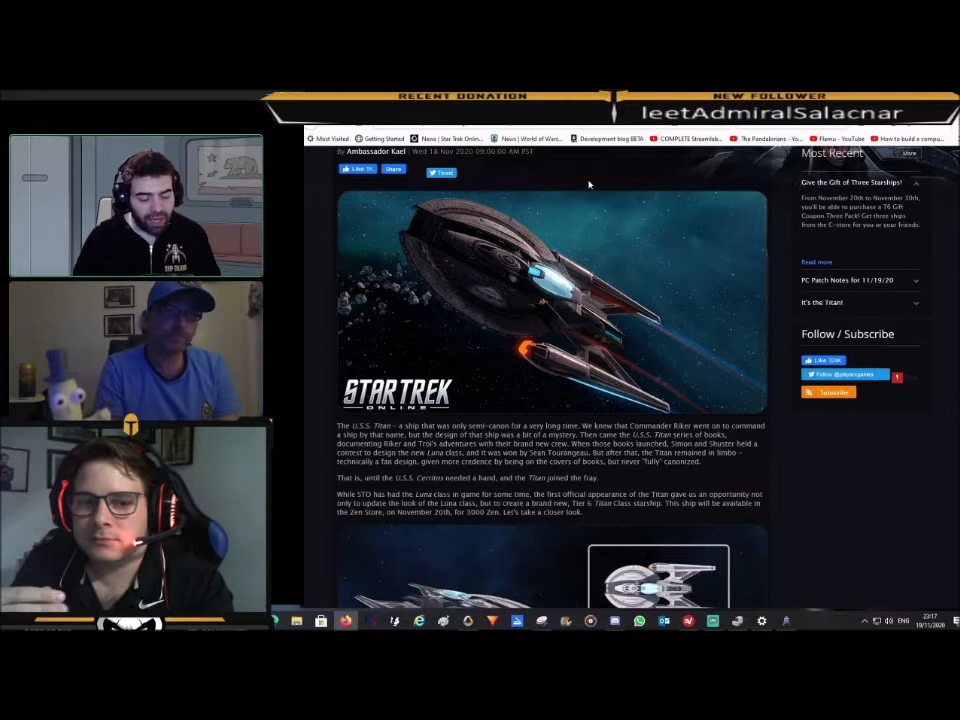 RECENT DONATION
NEW FOLLOWER
leetAdmiralSalacnar
Most Visited
Getting Started
News | Star Trek Onlin...
News | World of Wars...
Development blog BETA
COMPLETE Streamlab...
The Pandalorians - Yo...
Flamu - YouTube
How to build a compu...
By Ambassador Kael | Wed 18 Nov 2020 09:00:00 AM PST
Like 1K
Share
Tweet
STAR TREK
ONLINE
The U.S.S. Titan - a ship that was only semi-canon for a very long time. We knew that Commander Riker went on to command
a ship by that name, but the design of that ship was a bit of a mystery. Then came the U.S.S. Titan series of books,
documenting Riker and Troi's adventures with their brand new crew. When those books launched, Simon and Shuster held a
contest to design the new Luna class, and it was won by Sean Tourangeau. But after that, the Titan remained in limbo -
technically a fan design, given more credence by being on the covers of books, but never "fully" canonized.
That is, until the U.S.S. Cerritos needed a hand, and the Titan joined the fray.
While STO has had the Luna class in game for some time, the first official appearance of the Titan gave us an opportunity not
only to update the look of the Luna class, but to create a brand new, Tier 6 Titan Class starship. This ship will be available in
the Zen Store, on November 20th, for 3000 Zen. Let's take a closer look.
Most Recent
More
Give the Gift of Three Starships!
From November 20th to November 30th,
you'll be able to purchase a T6 Gift
Coupon Three Pack! Get three ships
from the C-store for you or your friends.
Read more
PC Patch Notes for 11/19/20
It's the Titan!
Follow / Subscribe
Like 324K
Follow @playarcgames
Subscribe
ENG
23:17
19/11/2020